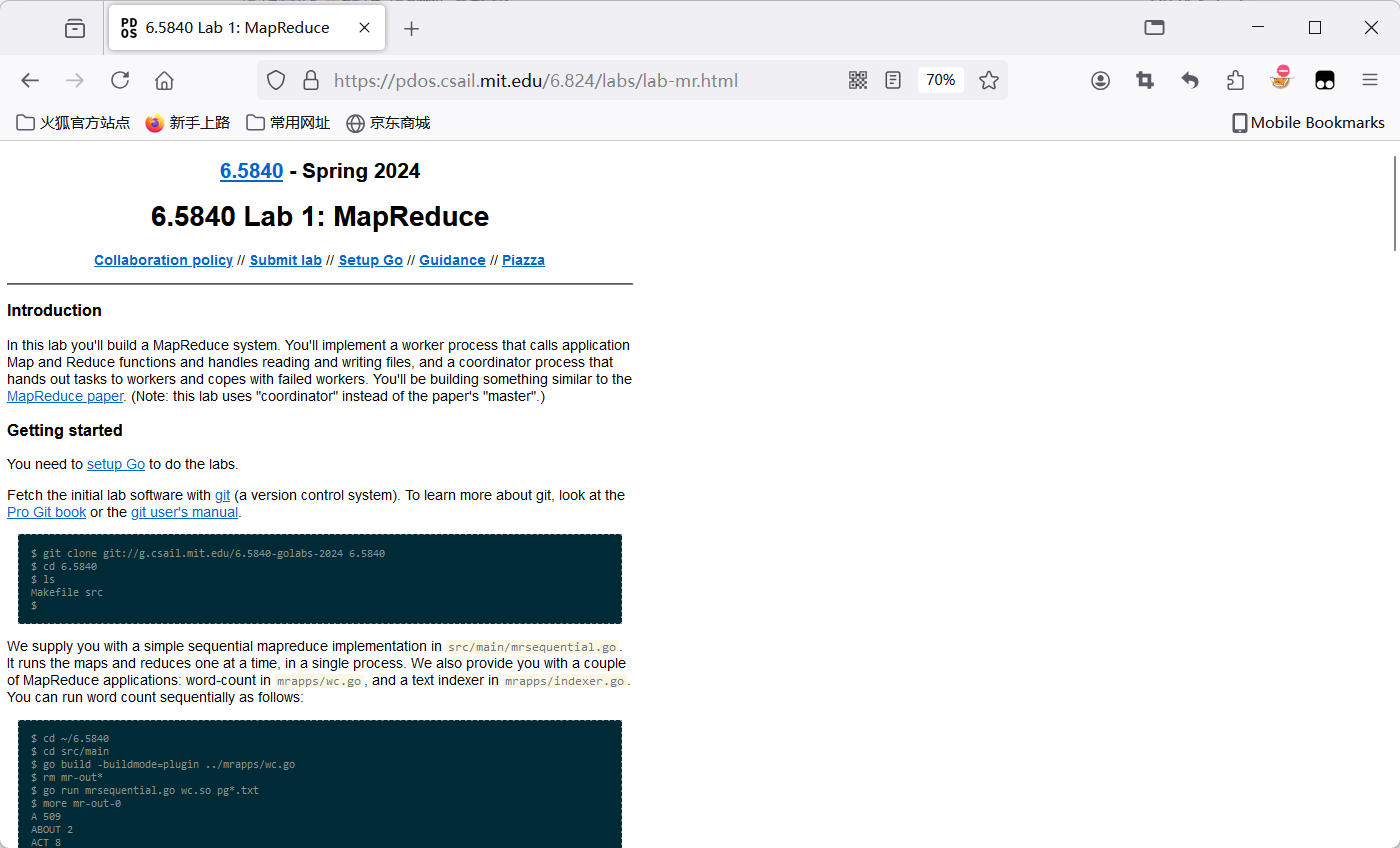 PD
OS
6.5840 Lab 1: MapReduce
https://pdos.csail.mit.edu/6.824/labs/lab-mr.html
70%
火狐官方站点
新手上路
常用网址
京东商城
Mobile Bookmarks
6.5840 - Spring 2024
6.5840 Lab 1: MapReduce
Collaboration policy // Submit lab // Setup Go // Guidance // Piazza
Introduction
In this lab you'll build a MapReduce system. You'll implement a worker process that calls application
Map and Reduce functions and handles reading and writing files, and a coordinator process that
hands out tasks to workers and copes with failed workers. You'll be building something similar to the
MapReduce paper. (Note: this lab uses "coordinator" instead of the paper's "master".)
Getting started
You need to setup Go to do the labs.
Fetch the initial lab software with git (a version control system). To learn more about git, look at the
Pro Git book or the git user's manual.
$ git clone git://g.csail.mit.edu/6.5840-golabs-2024 6.5840
$ cd 6.5840
$ ls
Makefile src
$
We supply you with a simple sequential mapreduce implementation in src/main/mrsequential.go.
It runs the maps and reduces one at a time, in a single process. We also provide you with a couple
of MapReduce applications: word-count in mrapps/wc.go, and a text indexer in mrapps/indexer.go.
You can run word count sequentially as follows:
$ cd ~/6.5840
$ cd src/main
$ go build -buildmode=plugin ../mrapps/wc.go
$ rm mr-out*
$ go run mrsequential.go wc.so pg*.txt
$ more mr-out-0
A 509
ABOUT 2
ACT 8